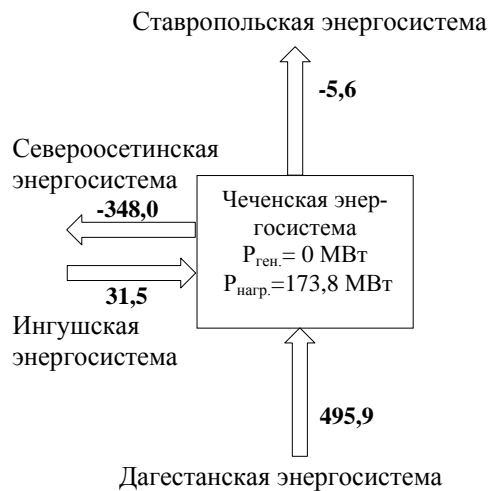 Ставропольская энергосистема
-5,6
Североосетинская
энергосистема
-348,0
Чеченская энер-
госистема
Pген.= 0 МВт
Pнагр.=173,8 МВт
31,5
Ингушская
энергосистема
495,9
Дагестанская энергосистема